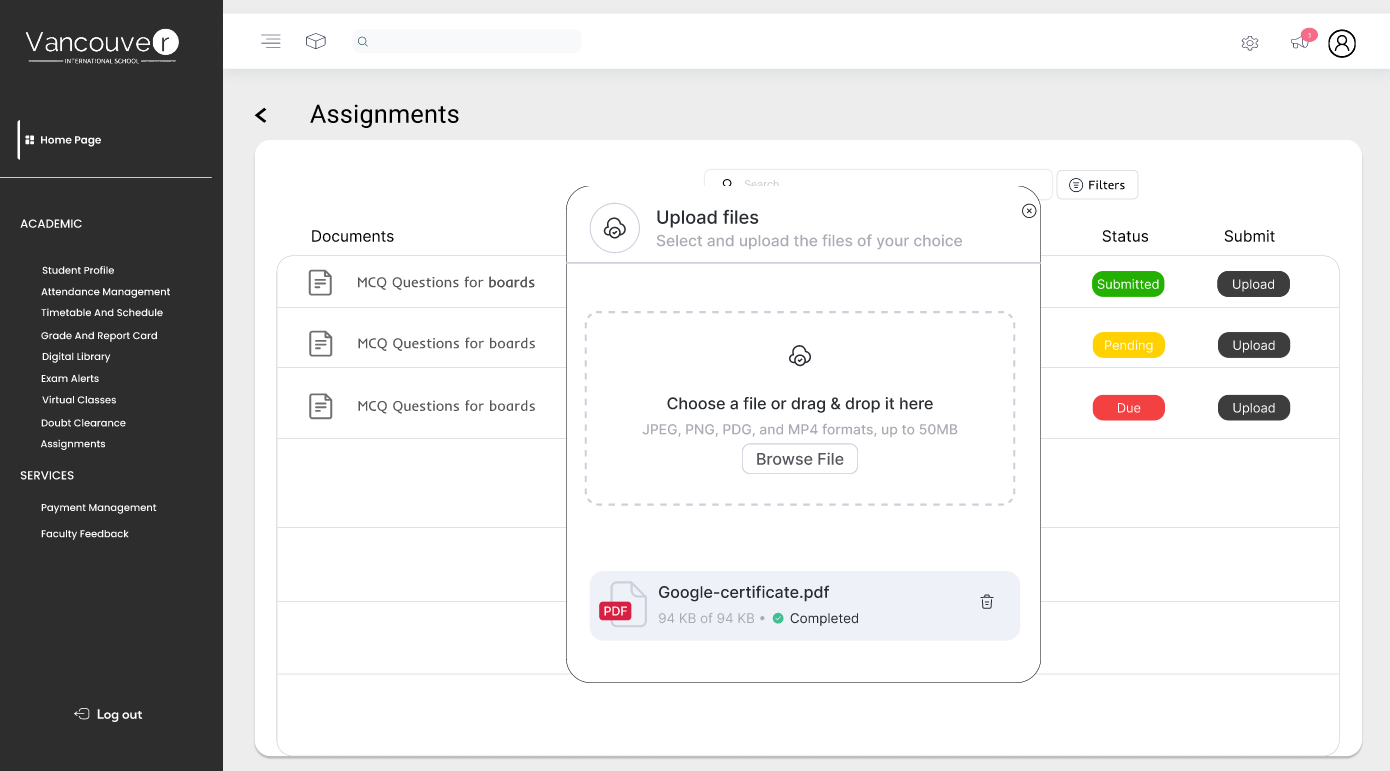 Vancouver
INTERNATIONAL SCHOOL
1
Home Page
Assignments
ACADEMIC
Search
Filters
Upload files
Select and upload the files of your choice
Documents
Status
Submit
Student Profile
Attendance Management
Timetable And Schedule
Grade And Report Card
Digital Library
Exam Alerts
Virtual Classes
Doubt Clearance
Assignments
MCQ Questions for boards
Submitted
Upload
MCQ Questions for boards
Pending
Upload
MCQ Questions for boards
Due
Upload
Choose a file or drag & drop it here
JPEG, PNG, PDG, and MP4 formats, up to 50MB
Browse File
SERVICES
Payment Management
Faculty Feedback
PDF
Google-certificate.pdf
94 KB of 94 KB • Completed
Log out